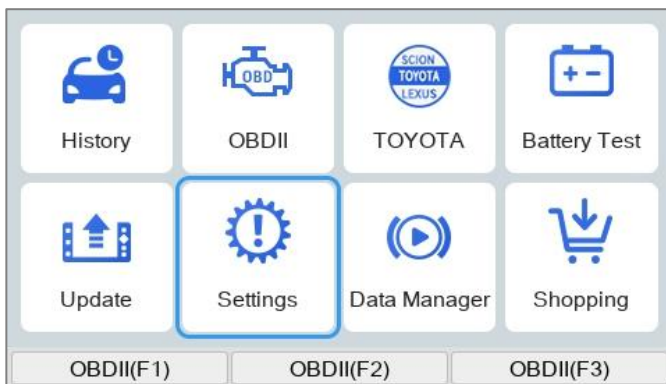 OBD
SCION
TOYOTA
LEXUS
History
OBDII
TOYOTA
Battery Test
Update
Settings
Data Manager
Shopping
OBDII(F1)
OBDII(F2)
OBDII(F3)